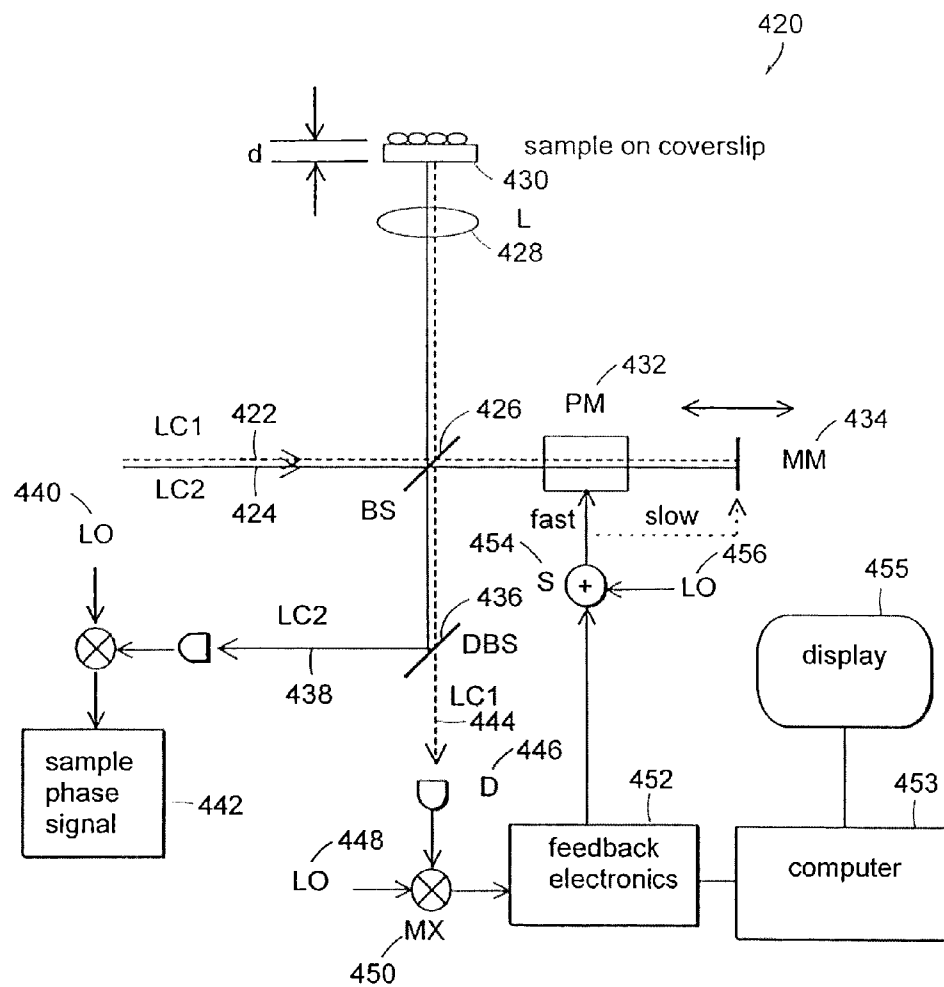 420
d
sample on coverslip
430
L
428
432
PM
426
LC1
422
434
MM
LC2
424
440
LO
BS
fast
slow
454
S
+
456
LO
455
436
DBS
LC2
display
438
LC1
444
446
D
sample
phase
signal
442
452
453
448
LO
feedback
electronics
computer
MX
450